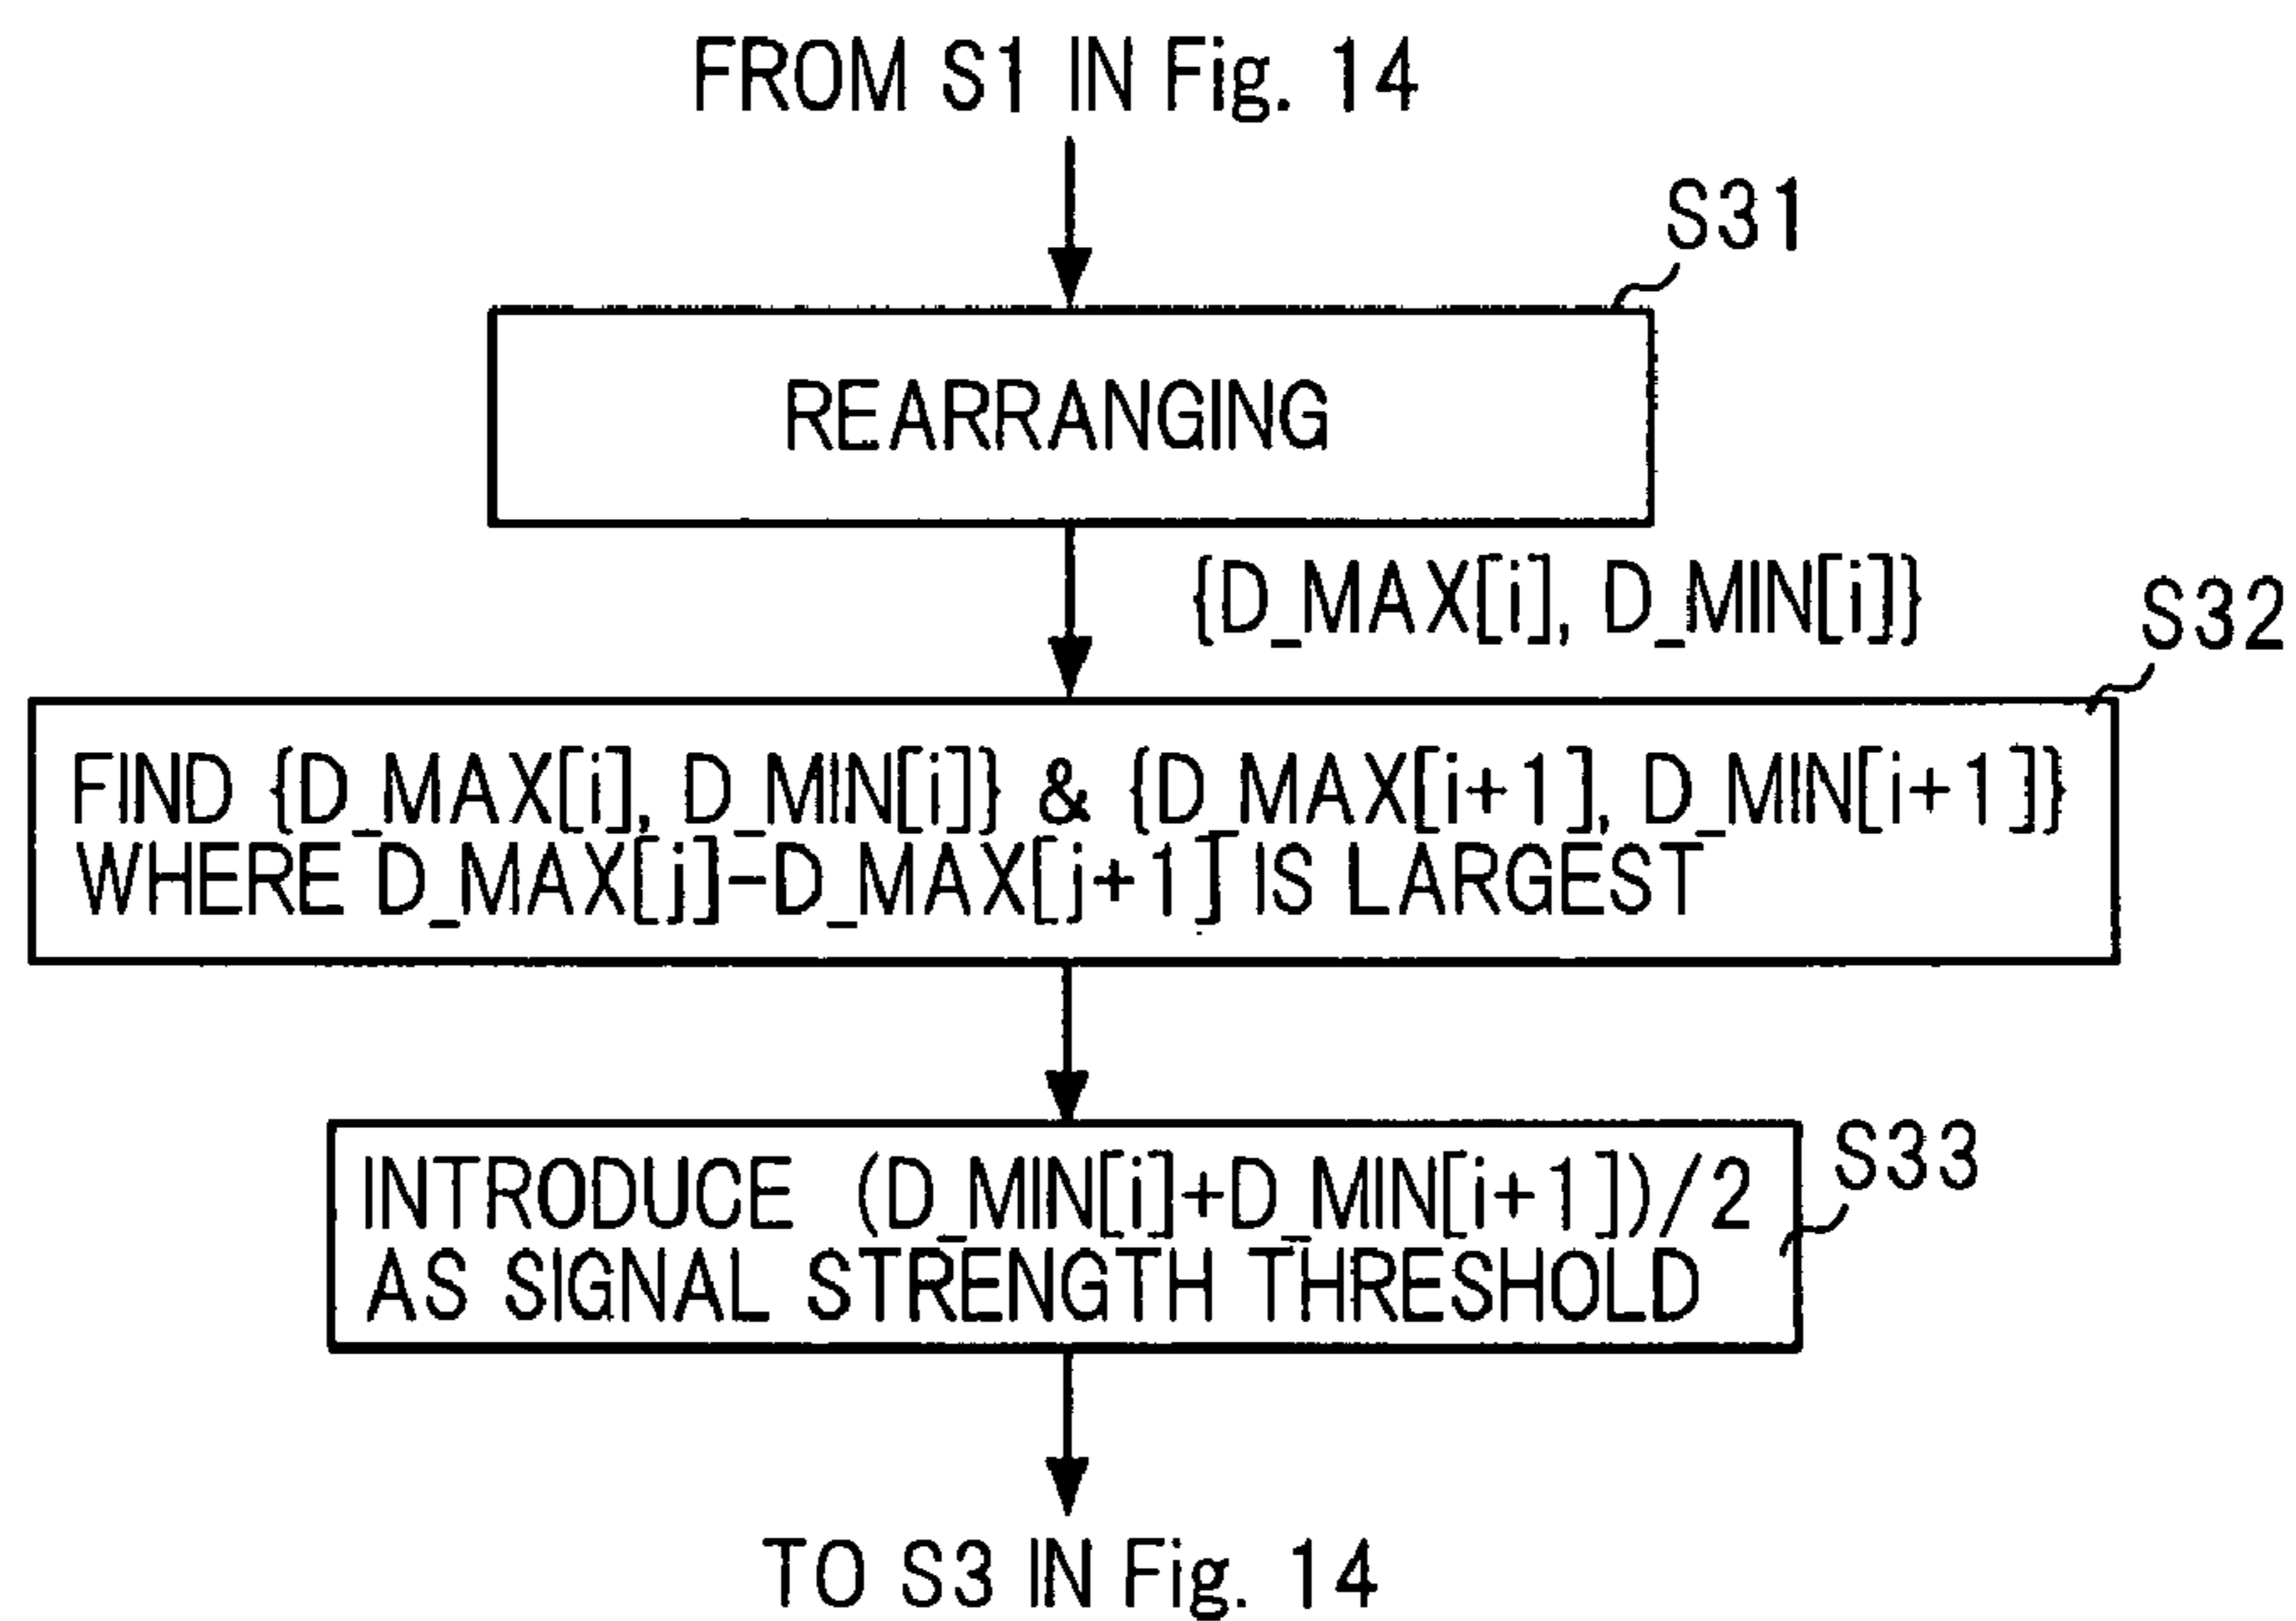 FROM S1 IN Fig. 14
S31
REARRANGING
{D_MAX[i], D_MIN[i]}
S32
FIND {D_MAX[i], D_MIN[i]} & {D_MAX[i+1], D_MIN[i+1]}
WHERE D_MAX[j]-D_MAX[j+1] IS LARGEST
S33
INTRODUCE (D_MIN[i]+D_MIN[i+1])/2
AS SIGNAL STRENGTH THRESHOLD
TO S3 IN Fig. 14